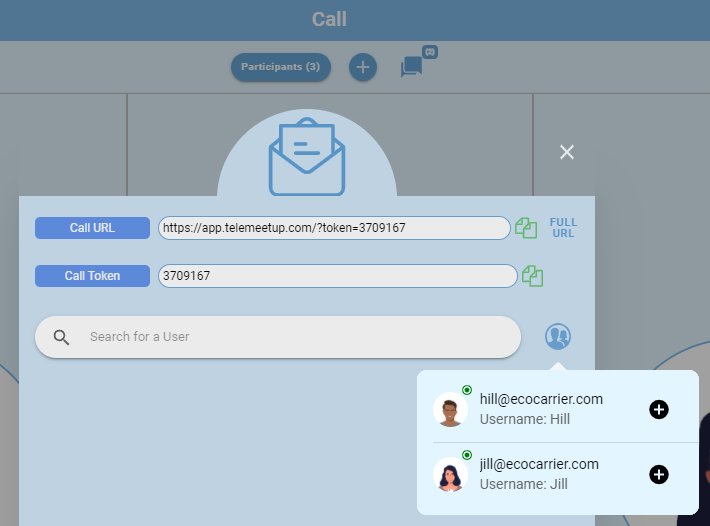 Call
Participants (3)
Call URL
https://app.telemeetup.com/?token=3709167
FULL
URL
Call Token
3709167
Search for a User
hill@ecocarrier.com
Username: Hill
jill@ecocarrier.com
Username: Jill